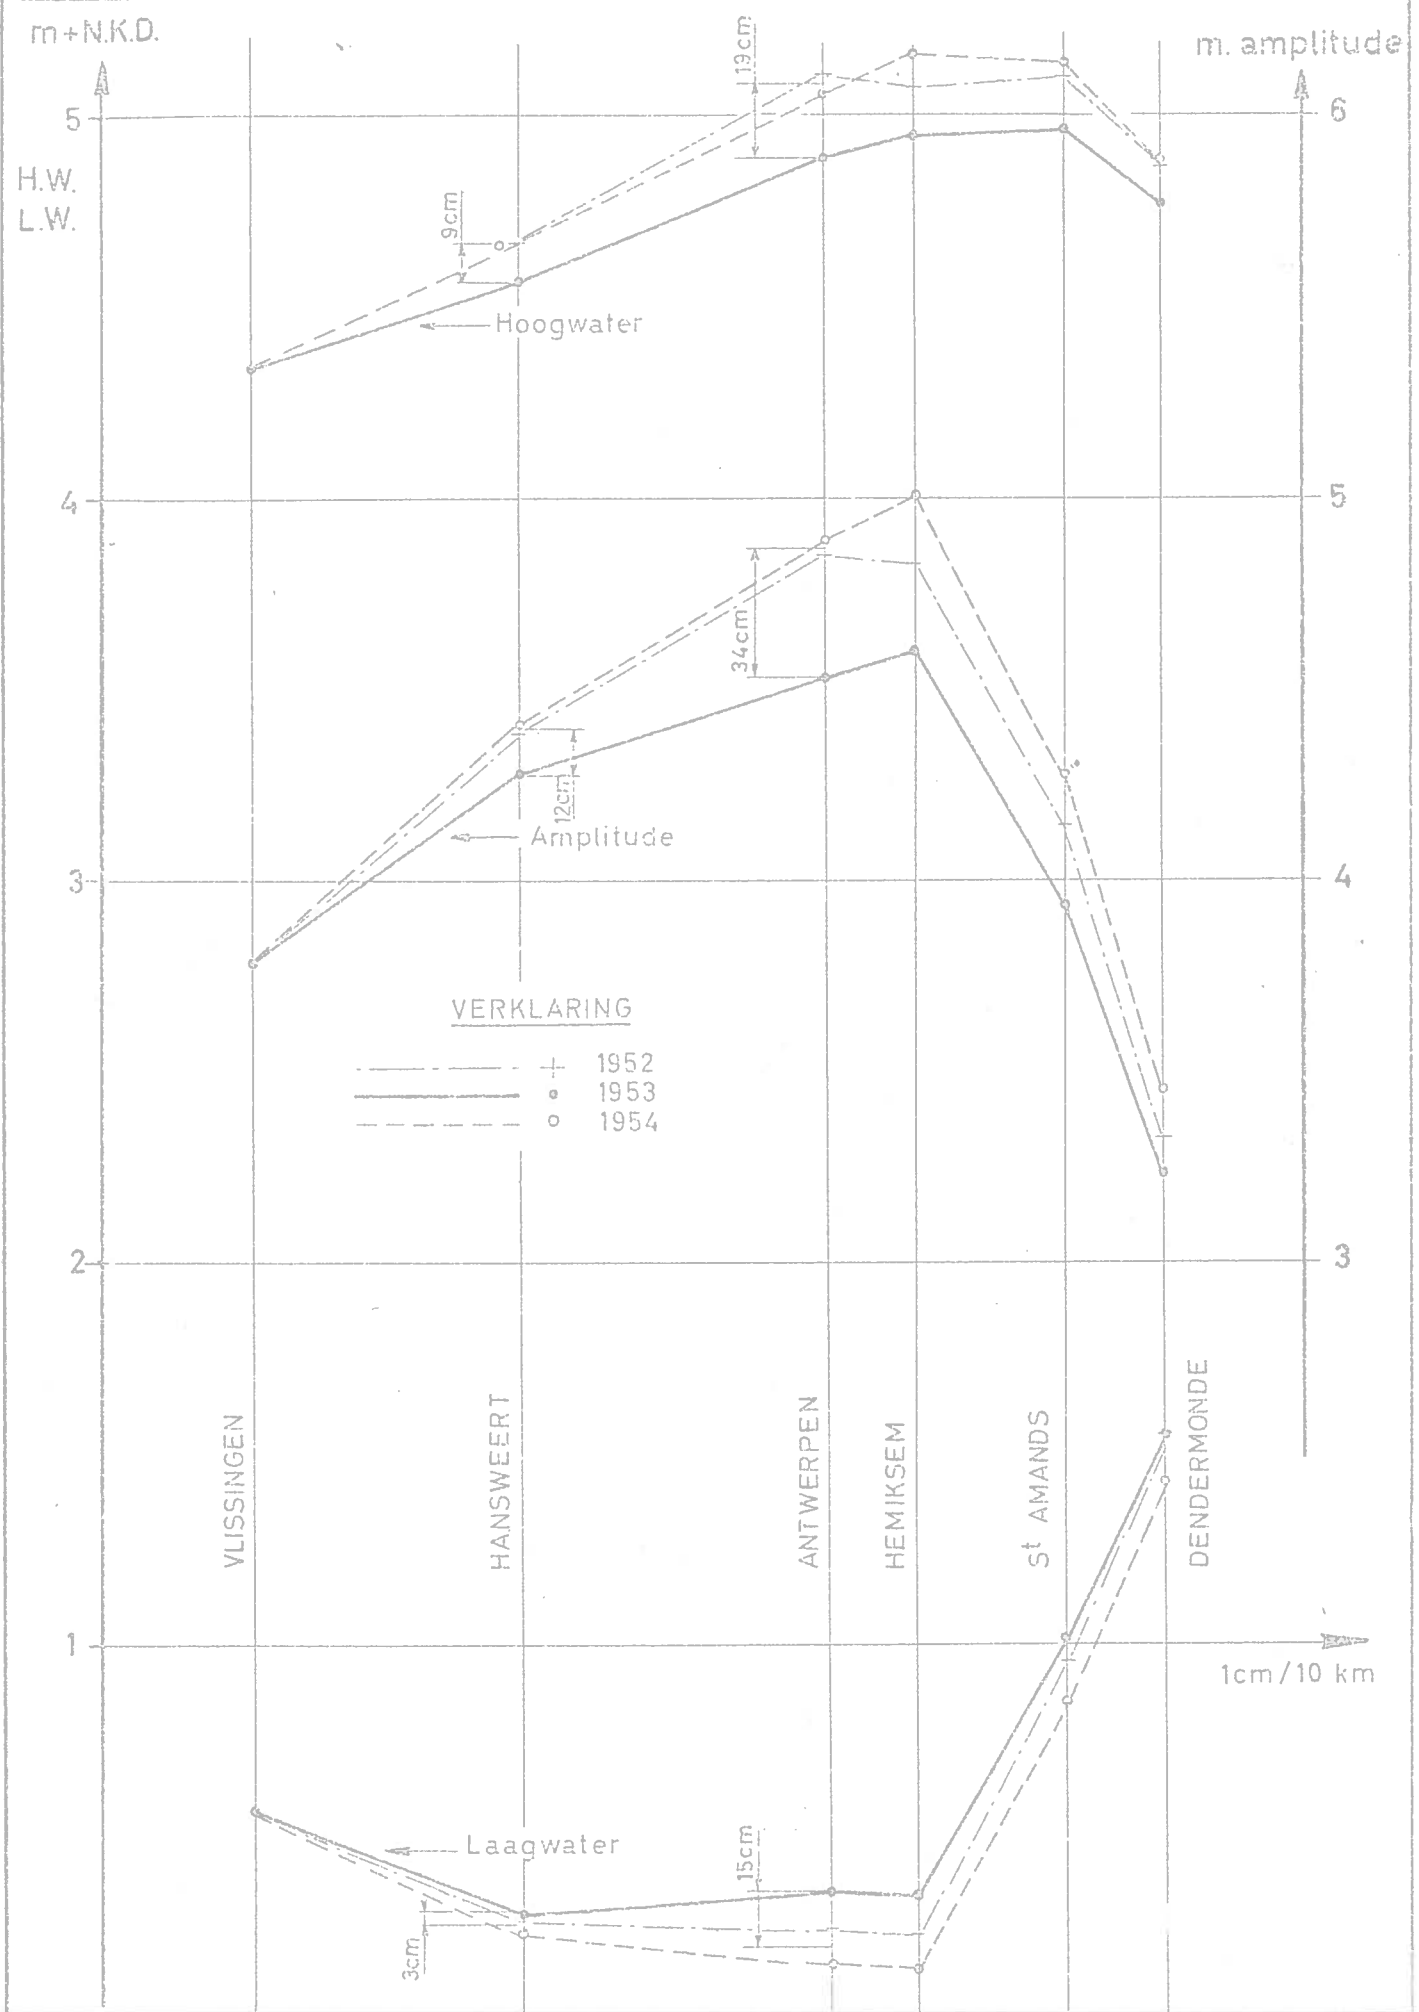 m+N.K.D.
m. amplitude
5
6
H.W.
L.W.
19cm
9cm
Hoogwater
4
5
34cm
12cm
Amplitude
3
4
VERKLARING
1952
1953
1954
2
3
VLISSINGEN
HANSWEERT
ANTWERPEN
HEMIKSEM
St AMANDS
DENDERMONDE
1
1cm/10 km
Laagwater
15cm
3cm